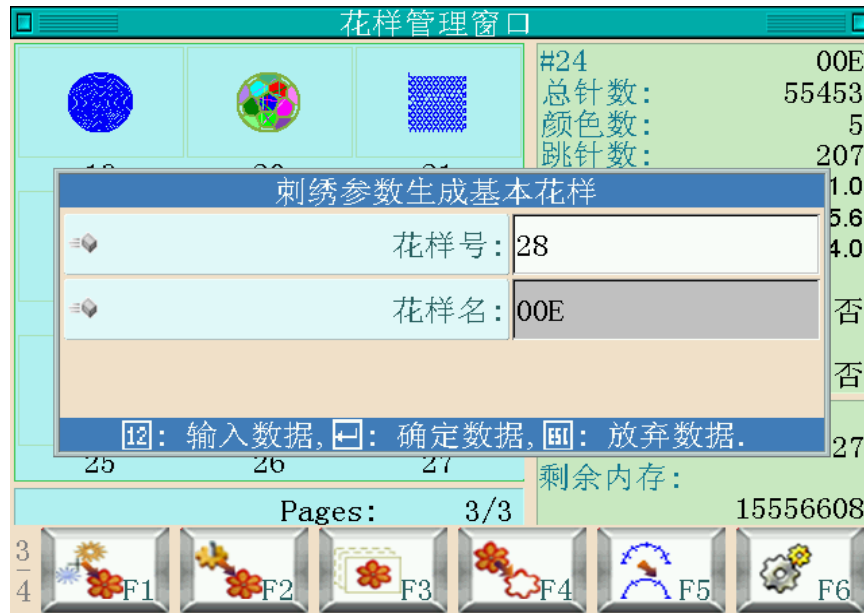 花样管理窗口
#24 00E
总针数: 55453
颜色数: 5
跳针数: 207
刺绣参数生成基本花样
1.0
花样号: 28
5.6
4.0
花样名: 00E
否
否
12: 输入数据, : 确定数据, ESC: 放弃数据.
25 26 27
27
剩余内存:
15556608
Pages: 3/3
3/4
F1 F2 F3 F4 F5 F6